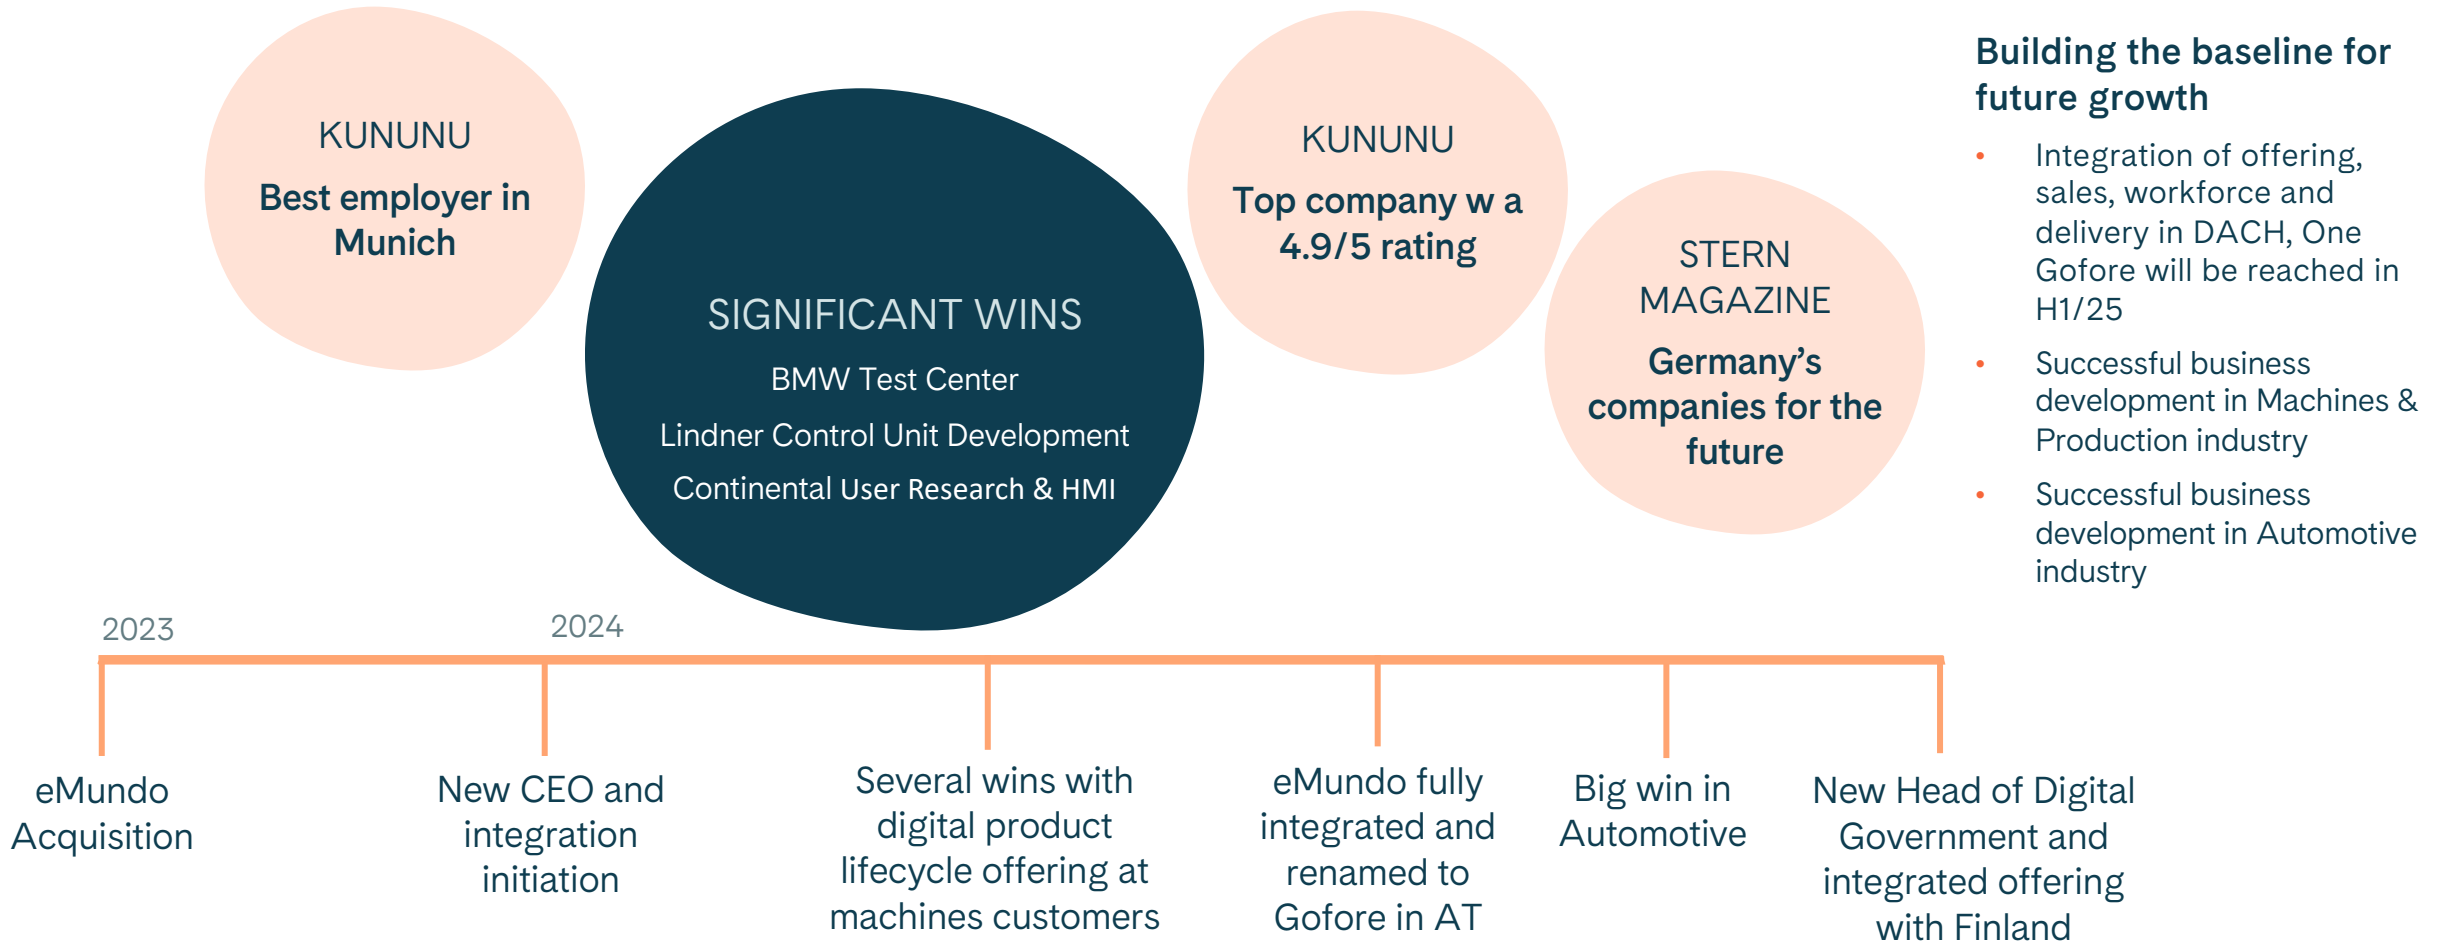 KUNUNU
Best employer in
Munich
SIGNIFICANT WINS
BMW Test Center
Lindner Control Unit Development
Continental User Research & HMI
KUNUNU
Top company w a
4.9/5 rating
STERN
MAGAZINE
Germany’s
companies for the
future
Building the baseline for
future growth
• Integration of offering,
sales, workforce and
delivery in DACH, One
Gofore will be reached in
H1/25
• Successful business
development in Machines &
Production industry
• Successful business
development in Automotive
industry
2023
2024
eMundo
Acquisition
New CEO and
integration
initiation
Several wins with
digital product
lifecycle offering at
machines customers
eMundo fully
integrated and
renamed to
Gofore in AT
Big win in
Automotive
New Head of Digital
Government and
integrated offering
with Finland